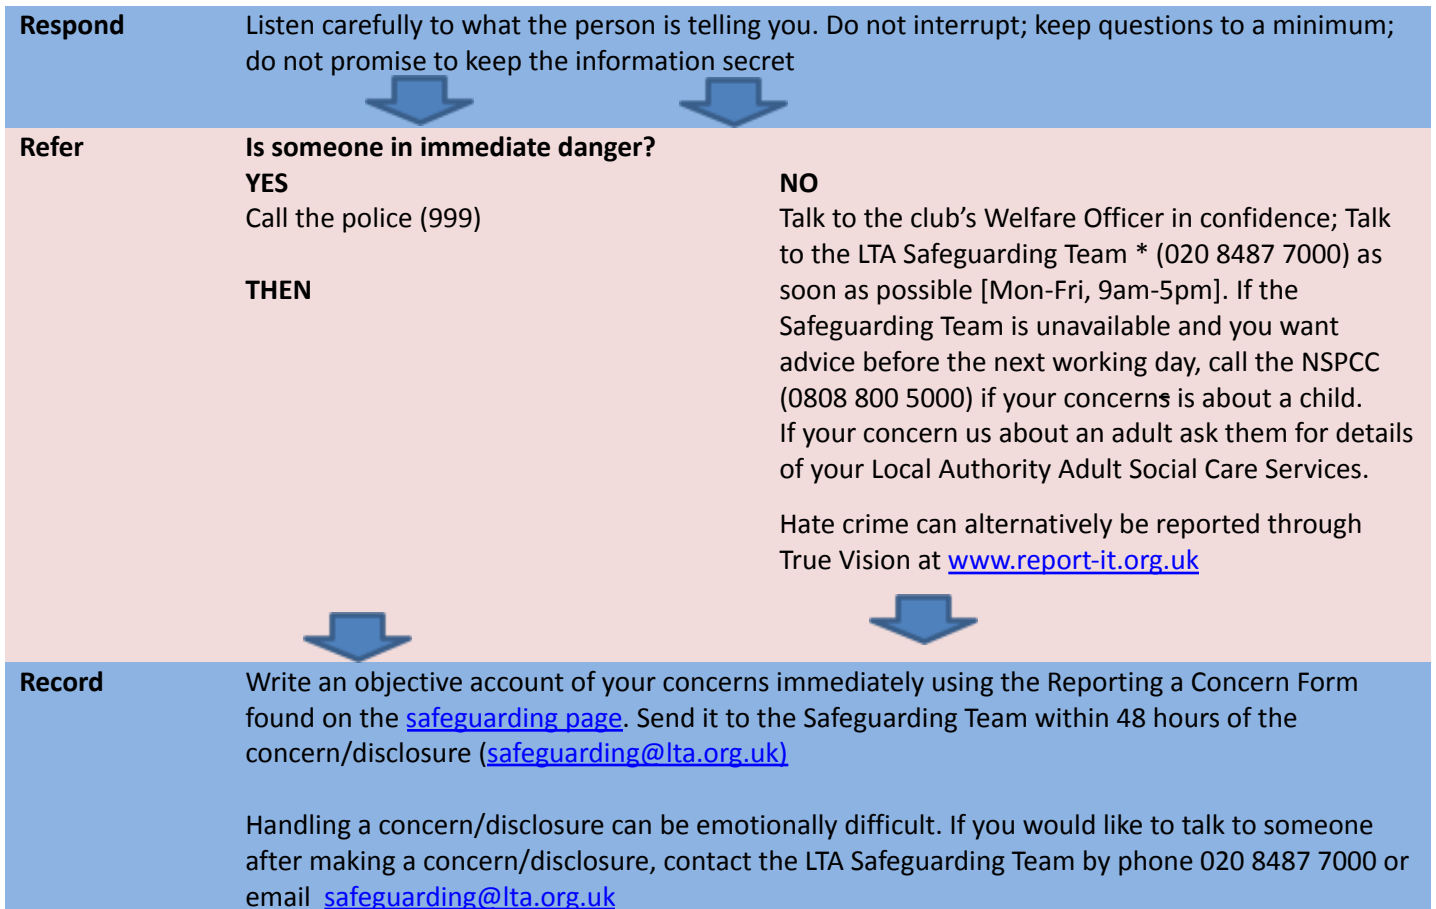 Respond
Listen carefully to what the person is telling you. Do not interrupt; keep questions to a minimum;
do not promise to keep the information secret
Refer
Is someone in immediate danger?
YES
Call the police (999)
THEN
NO
Talk to the club's Welfare Officer in confidence; Talk
to the LTA Safeguarding Team * (020 8487 7000) as
soon as possible [Mon-Fri, 9am-5pm]. If the
Safeguarding Team is unavailable and you want
advice before the next working day, call the NSPCC
(0808 800 5000) if your concerns is about a child.
If your concern us about an adult ask them for details
of your Local Authority Adult Social Care Services.
Hate crime can alternatively be reported through
True Vision at www.report-it.org.uk
Record
Write an objective account of your concerns immediately using the Reporting a Concern Form
found on the safeguarding page. Send it to the Safeguarding Team within 48 hours of the
concern/disclosure (safeguarding@lta.org.uk)
Handling a concern/disclosure can be emotionally difficult. If you would like to talk to someone
after making a concern/disclosure, contact the LTA Safeguarding Team by phone 020 8487 7000 or
email safeguarding@lta.org.uk